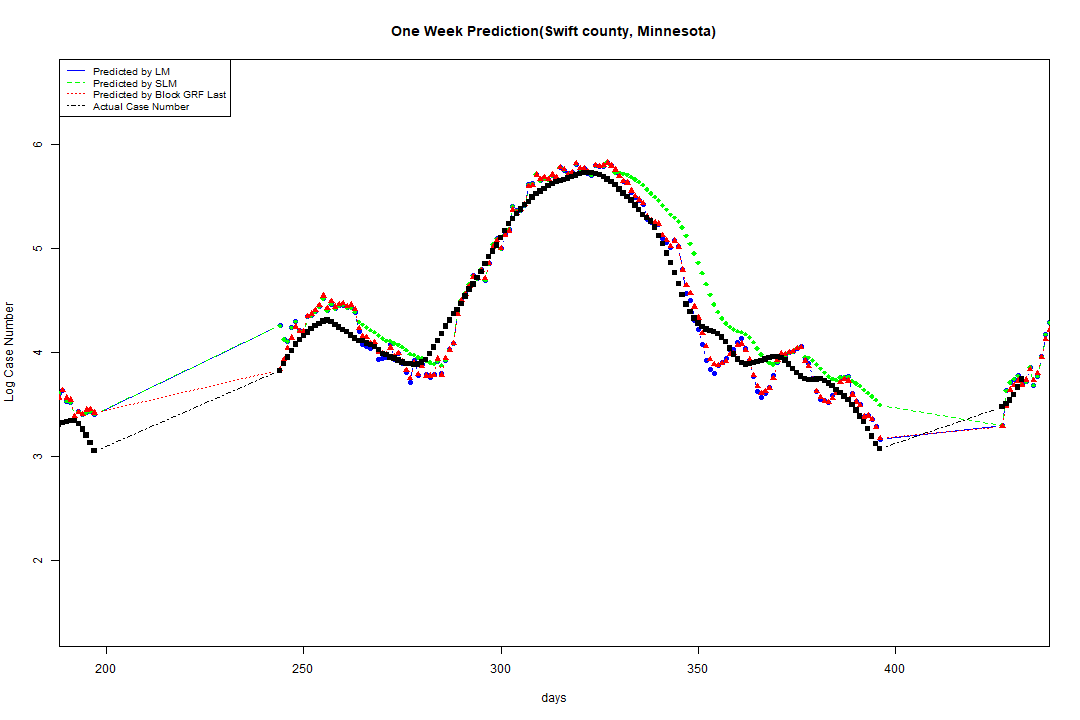 One Week Prediction(Swift county, Minnesota)
Predicted by LM
Predicted by SLM
Predicted by Block GRF Last
Actual Case Number
6
5
4
3
2
Log Case Number
200 250 300 350 400
days